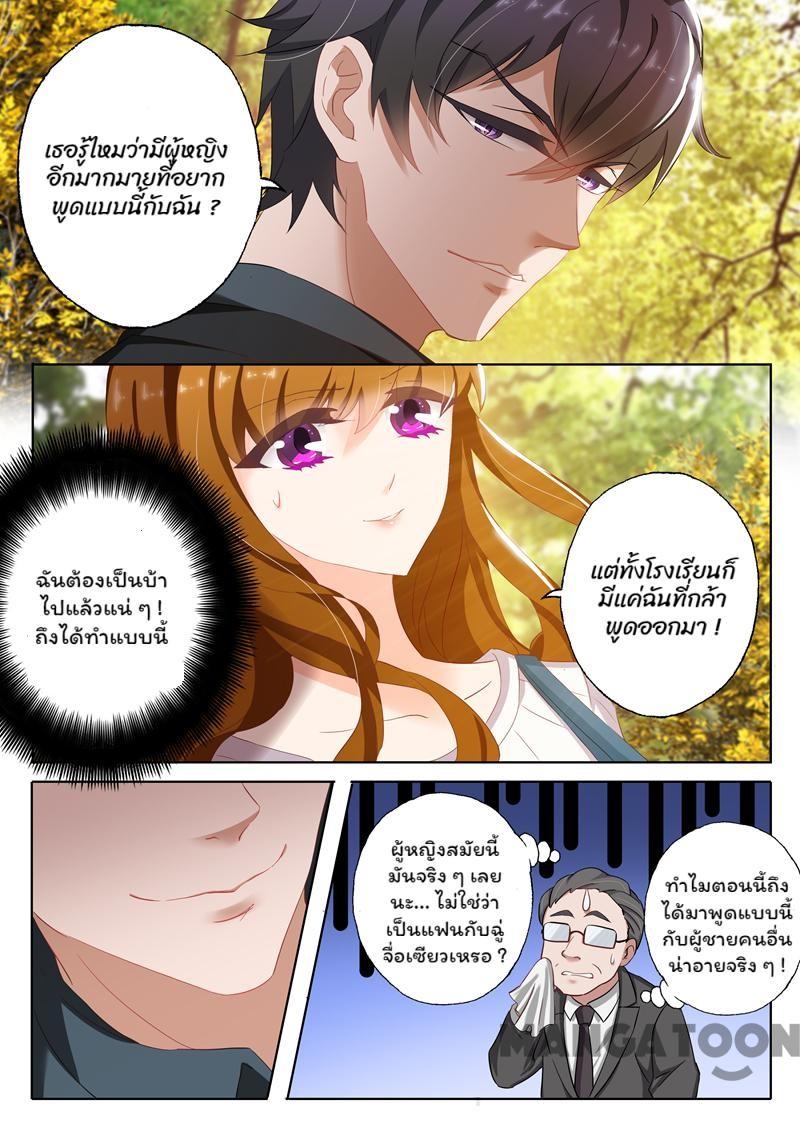 เธอรู้ไหมว่ามีผู้หญิง
อีกมากมายที่อยาก
พูดแบบนี้กับฉัน ?
แต่ทั้งโรงเรียนก็
มีแค่ฉันที่กล้า
พูดออกมา !
ฉันต้องเป็นบ้า
ไปแล้วแน่ ๆ !
ถึงได้ทำแบบนี้
ผู้หญิงสมัยนี้
มันจริง ๆ เลย
นะ... ไม่ใช่ว่า
เป็นแฟนกับฉู่
จื่อเซียวเหรอ ?
ทำไมตอนนี้ถึง
ได้มาพูดแบบนี้
กับผู้ชายคนอื่น
น่าอายจริง ๆ !
MANGATOON